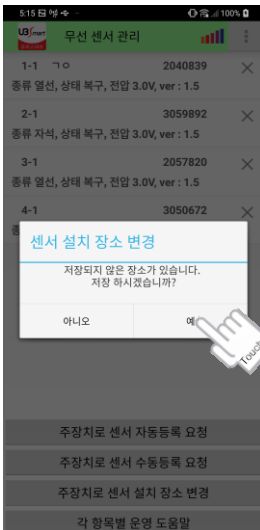 5:15
100%
UBSmart
무선 센서 관리
1-1 ㄱㅇ 2040839
종류 열선, 상태 복구, 전압 3.0V, ver : 1.5
2-1 3059892
종류 자석, 상태 복구, 전압 3.0V, ver : 1.5
3-1 2057820
종류 열선, 상태 복구, 전압 3.0V, ver : 1.5
4-1 3050672
센서 설치 장소 변경
저장되지 않은 장소가 있습니다.
저장 하시겠습니까?
아니오 예
Touch
주장치로 센서 자동등록 요청
주장치로 센서 수동등록 요청
주장치로 센서 설치 장소 변경
각 항목별 운영 도움말